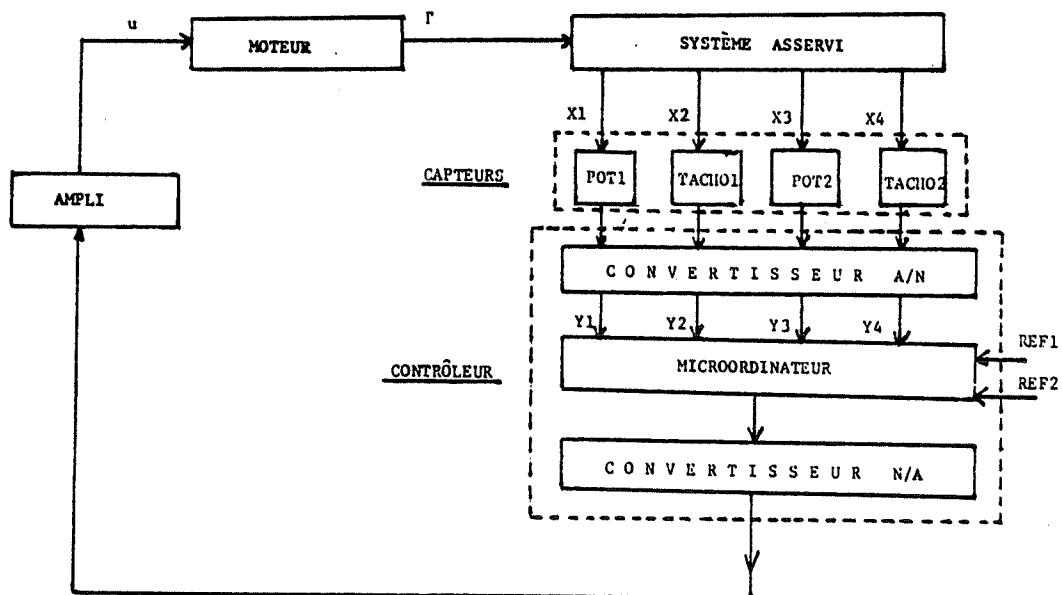 u
Γ
MOTEUR
SYSTÈME ASSERVI
X1 X2 X3 X4
CAPTEURS
POT1 TACHO1 POT2 TACHO2
AMPLI
CONVERTISSEUR A/N
Y1 Y2 Y3 Y4
REF1
MICROORDINATEUR
CONTRÔLEUR
REF2
CONVERTISSEUR N/A